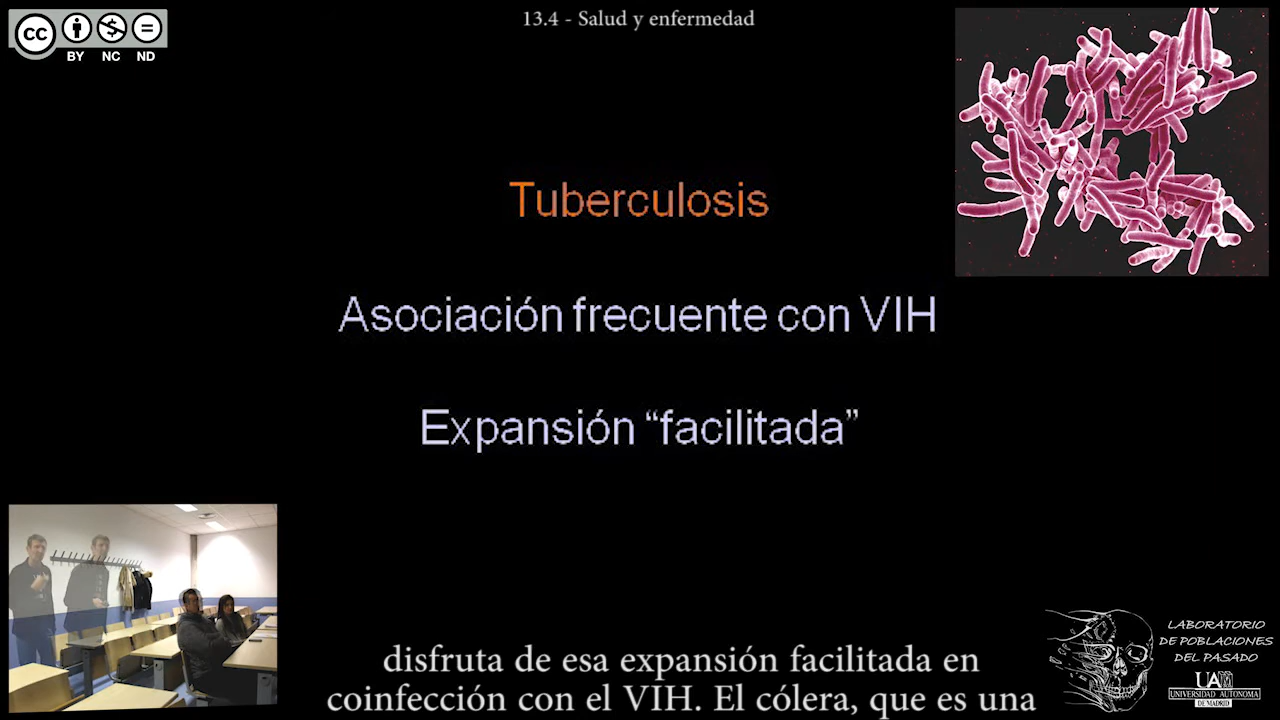 13.4 - Salud y enfermedad
cc
BY NC ND
Tuberculosis
Asociación frecuente con VIH
Expansión “facilitada”
disfruta de esa expansión facilitada en
coinfección con el VIH. El cólera, que es una
LABORATORIO
DE POBLACIONES
DEL PASADO
UAM
UNIVERSIDAD AUTONOMA
DE MADRID